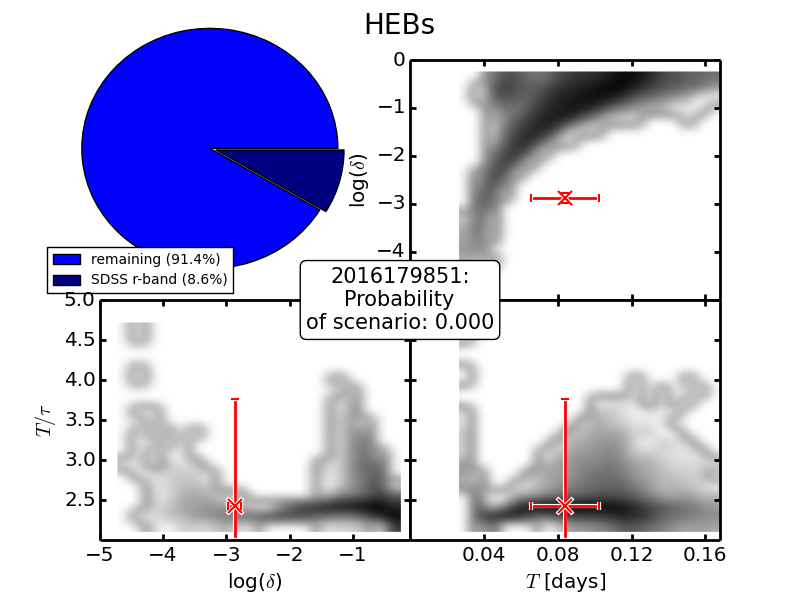 HEBs
remaining (91.4%)
SDSS r-band (8.6%)
log(δ)
0
−1
−2
−3
−4
2016179851:
Probability
of scenario: 0.000
T/τ
5.0
4.5
4.0
3.5
3.0
2.5
−5 −4 −3 −2 −1
log(δ)
0.04 0.08 0.12 0.16
T [days]